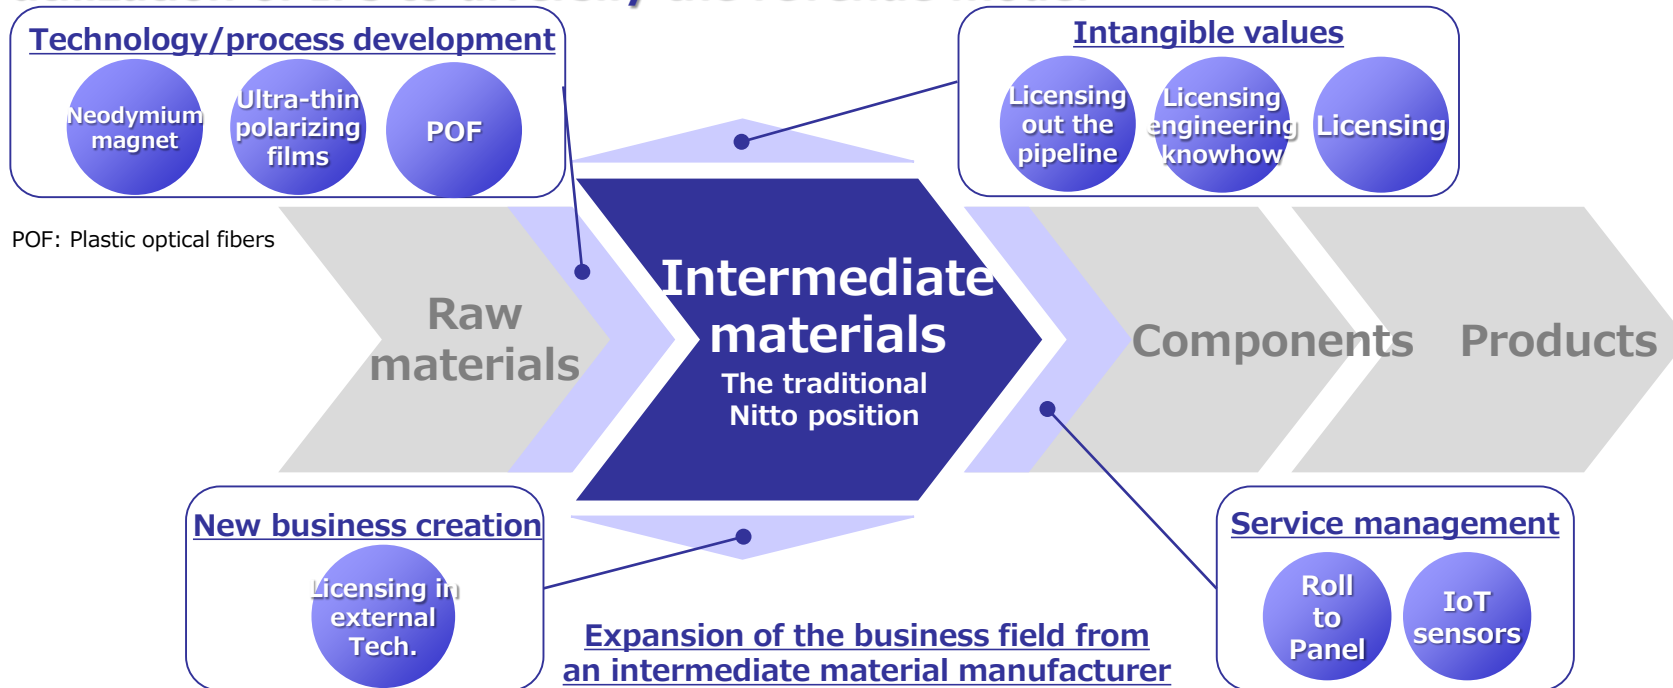 Technology/process development
Neodymium
magnet
Ultra-thin
polarizing
films
POF
Intangible values
Licensing
out the
pipeline
Licensing
engineering
knowhow
Licensing
POF: Plastic optical fibers
Raw
materials
Intermediate
materials
The traditional
Nitto position
Components
Products
New business creation
Licensing in
external
Tech.
Expansion of the business field from
an intermediate material manufacturer
Service management
Roll
to
Panel
IoT
sensors